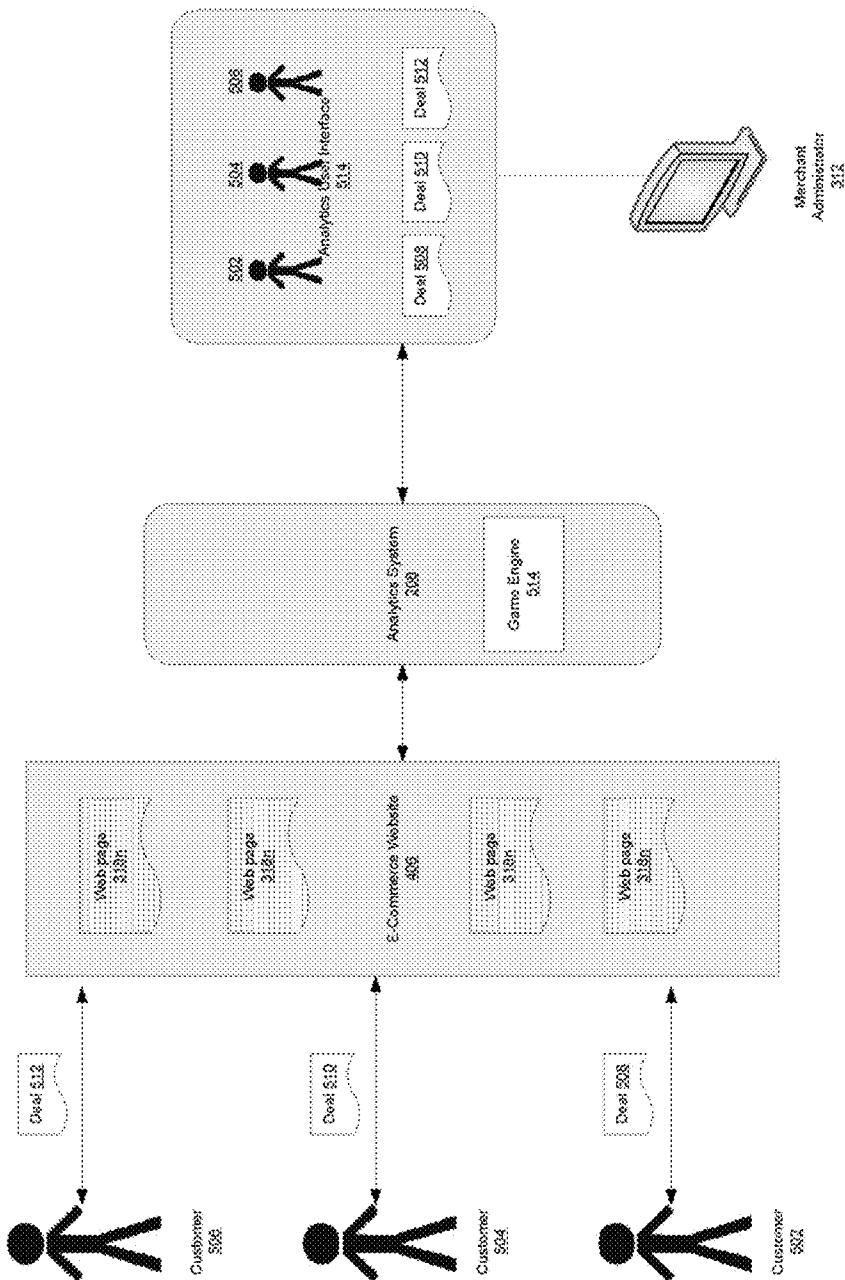 Deal 512
Customer
506
Deal 510
Customer
504
Deal 508
Customer
502
Web page
318n
Web page
318n
E-Commerce Website
406
Web page
318n
Web page
318n
Analytics System
Game Engine
514
502
504
506
Analytics User Interface
514
Deal 508
Deal 510
Deal 512
Merchant
Administrator
312